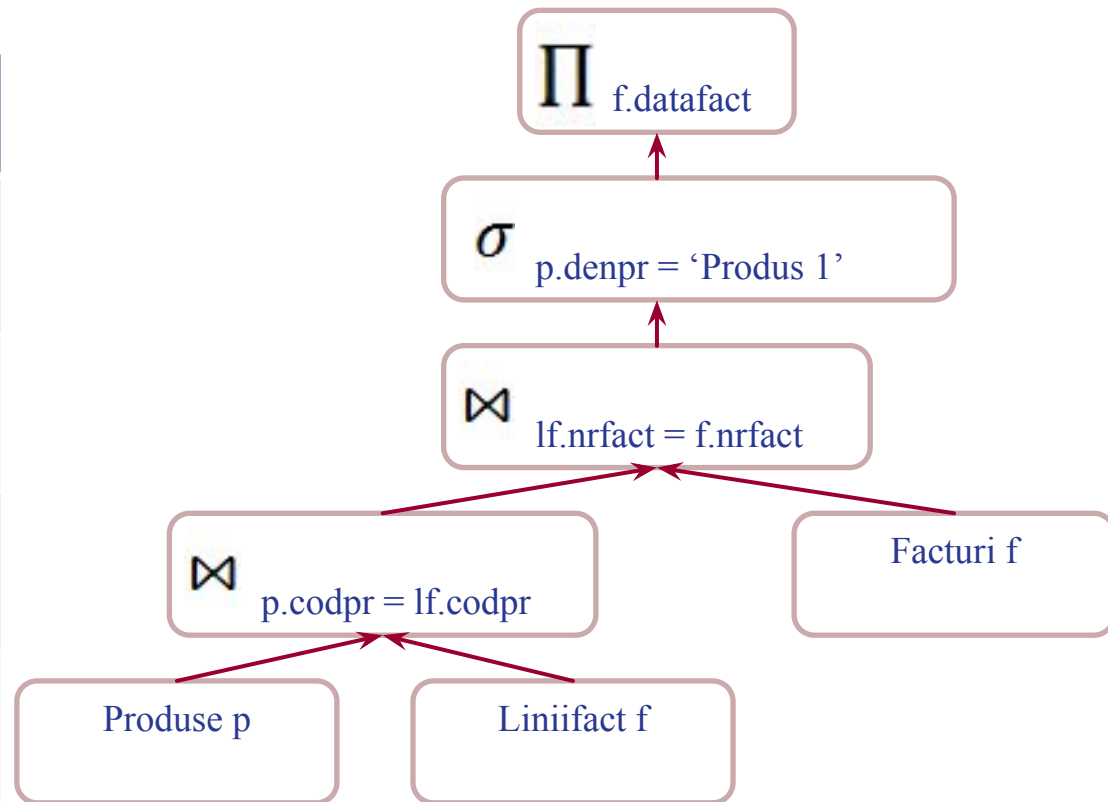 ∏ f.datafact
σ p.denpr = ‘Produs 1’
⋈ lf.nrfact = f.nrfact
⋈ p.codpr = lf.codpr
Facturi f
Produse p
Liniifact f